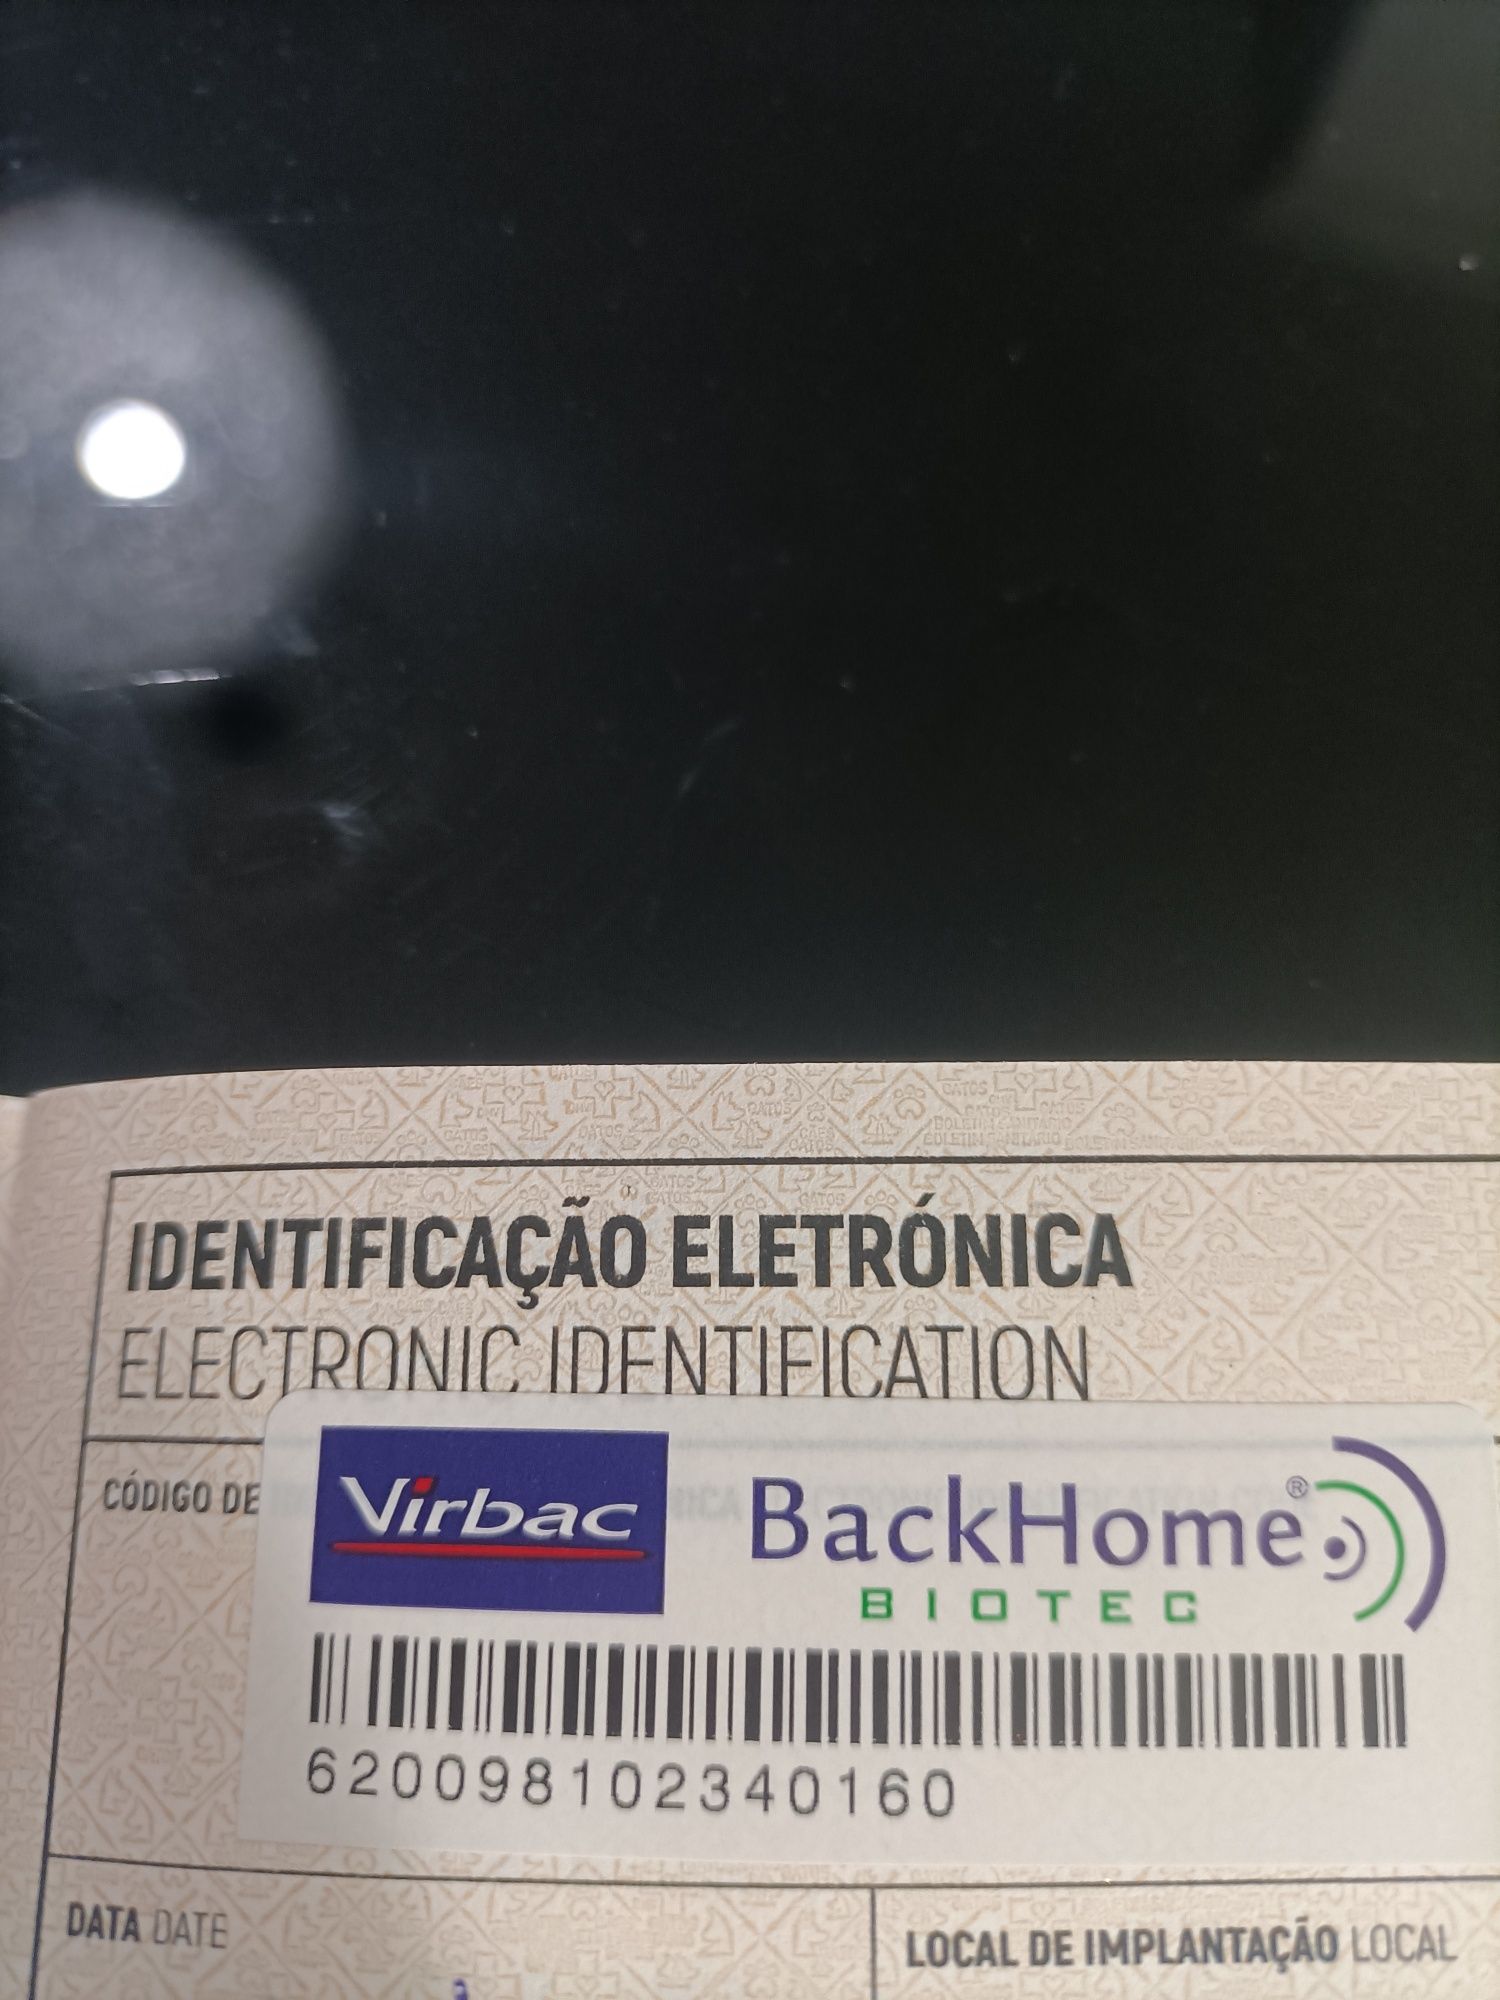 IDENTIFICAÇÃO ELETRÓNICA
ELECTRONIC IDENTIFICATION
CÓDIGO DE
Virbac
BackHome®
BIOTEC
620098102340160
DATA DATE
LOCAL DE IMPLANTAÇÃO LOCAL